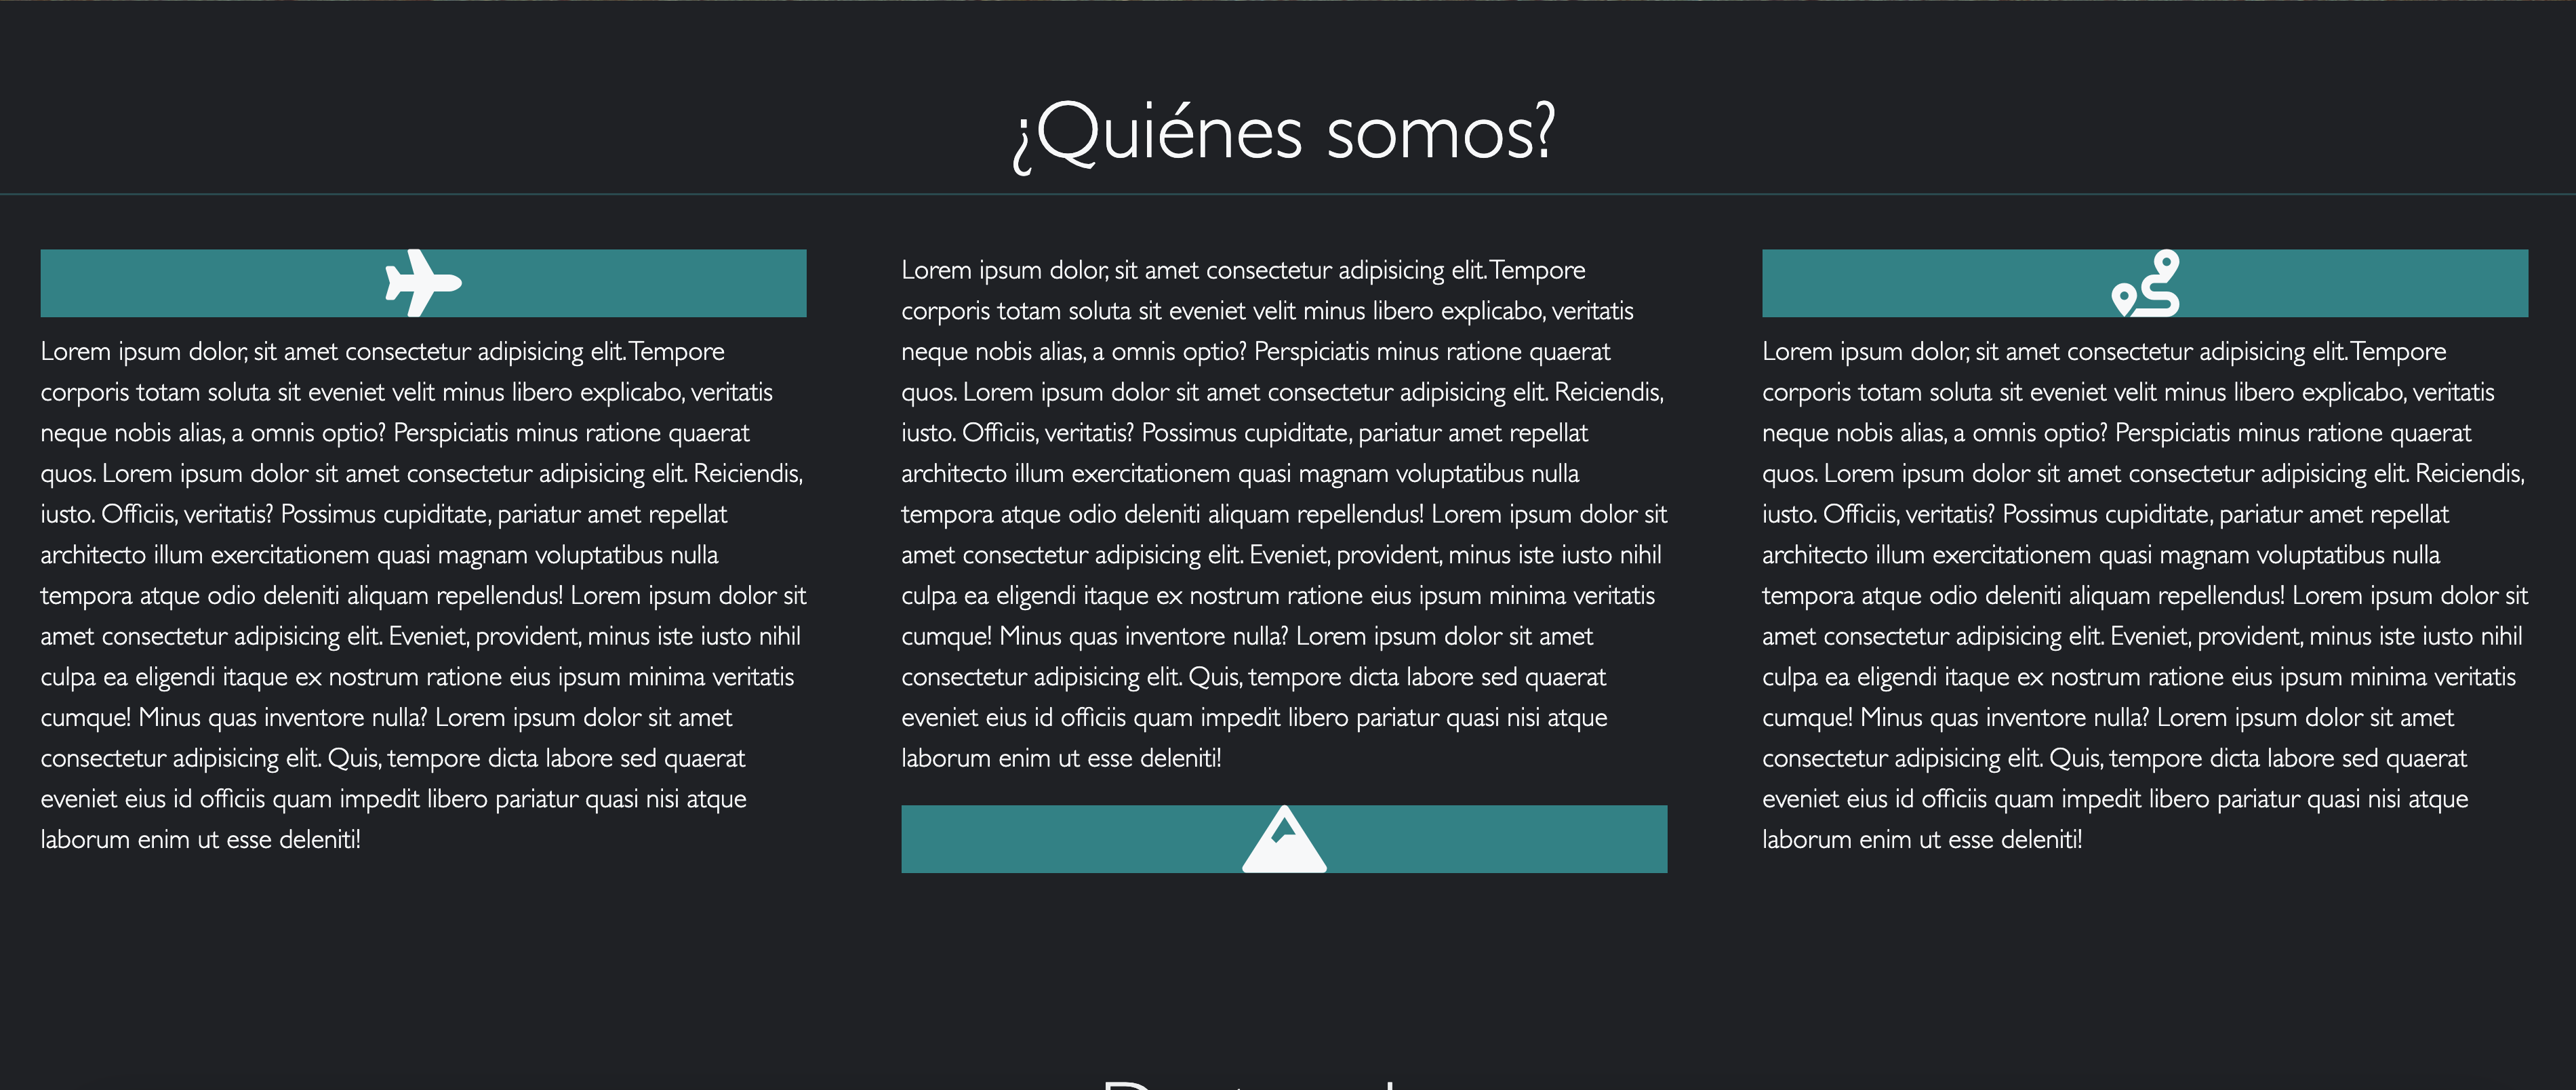 ¿Quiénes somos?
Lorem ipsum dolor, sit amet consectetur adipisicing elit. Tempore
corporis totam soluta sit eveniet velit minus libero explicabo, veritatis
neque nobis alias, a omnis optio? Perspiciatis minus ratione quaerat
quos. Lorem ipsum dolor sit amet consectetur adipisicing elit. Reiciendis,
iusto. Officiis, veritatis? Possimus cupiditate, pariatur amet repellat
architecto illum exercitationem quasi magnam voluptatibus nulla
tempora atque odio deleniti aliquam repellendus! Lorem ipsum dolor sit
amet consectetur adipisicing elit. Eveniet, provident, minus iste iusto nihil
culpa ea eligendi itaque ex nostrum ratione eius ipsum minima veritatis
cumque! Minus quas inventore nulla? Lorem ipsum dolor sit amet
consectetur adipisicing elit. Quis, tempore dicta labore sed quaerat
eveniet eius id officiis quam impedit libero pariatur quasi nisi atque
laborum enim ut esse deleniti!
Lorem ipsum dolor, sit amet consectetur adipisicing elit. Tempore
corporis totam soluta sit eveniet velit minus libero explicabo, veritatis
neque nobis alias, a omnis optio? Perspiciatis minus ratione quaerat
quos. Lorem ipsum dolor sit amet consectetur adipisicing elit. Reiciendis,
iusto. Officiis, veritatis? Possimus cupiditate, pariatur amet repellat
architecto illum exercitationem quasi magnam voluptatibus nulla
tempora atque odio deleniti aliquam repellendus! Lorem ipsum dolor sit
amet consectetur adipisicing elit. Eveniet, provident, minus iste iusto nihil
culpa ea eligendi itaque ex nostrum ratione eius ipsum minima veritatis
cumque! Minus quas inventore nulla? Lorem ipsum dolor sit amet
consectetur adipisicing elit. Quis, tempore dicta labore sed quaerat
eveniet eius id officiis quam impedit libero pariatur quasi nisi atque
laborum enim ut esse deleniti!
Lorem ipsum dolor, sit amet consectetur adipisicing elit. Tempore
corporis totam soluta sit eveniet velit minus libero explicabo, veritatis
neque nobis alias, a omnis optio? Perspiciatis minus ratione quaerat
quos. Lorem ipsum dolor sit amet consectetur adipisicing elit. Reiciendis,
iusto. Officiis, veritatis? Possimus cupiditate, pariatur amet repellat
architecto illum exercitationem quasi magnam voluptatibus nulla
tempora atque odio deleniti aliquam repellendus! Lorem ipsum dolor sit
amet consectetur adipisicing elit. Eveniet, provident, minus iste iusto nihil
culpa ea eligendi itaque ex nostrum ratione eius ipsum minima veritatis
cumque! Minus quas inventore nulla? Lorem ipsum dolor sit amet
consectetur adipisicing elit. Quis, tempore dicta labore sed quaerat
eveniet eius id officiis quam impedit libero pariatur quasi nisi atque
laborum enim ut esse deleniti!